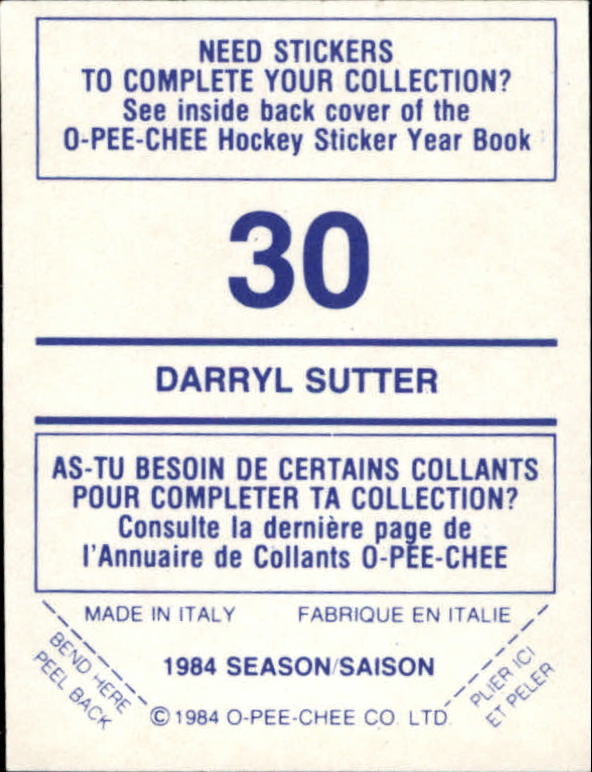 NEED STICKERS
TO COMPLETE YOUR COLLECTION?
See inside back cover of the
O-PEE-CHEE Hockey Sticker Year Book
30
DARRYL SUTTER
AS-TU BESOIN DE CERTAINS COLLANTS
POUR COMPLETER TA COLLECTION?
Consulte la dernière page de
l'Annuaire de Collants O-PEE-CHEE
MADE IN ITALY FABRIQUE EN ITALIE
BEND HERE
PEEL BACK
1984 SEASON/SAISON
PLIER ICI
ET PELER
© 1984 O-PEE-CHEE CO. LTD.